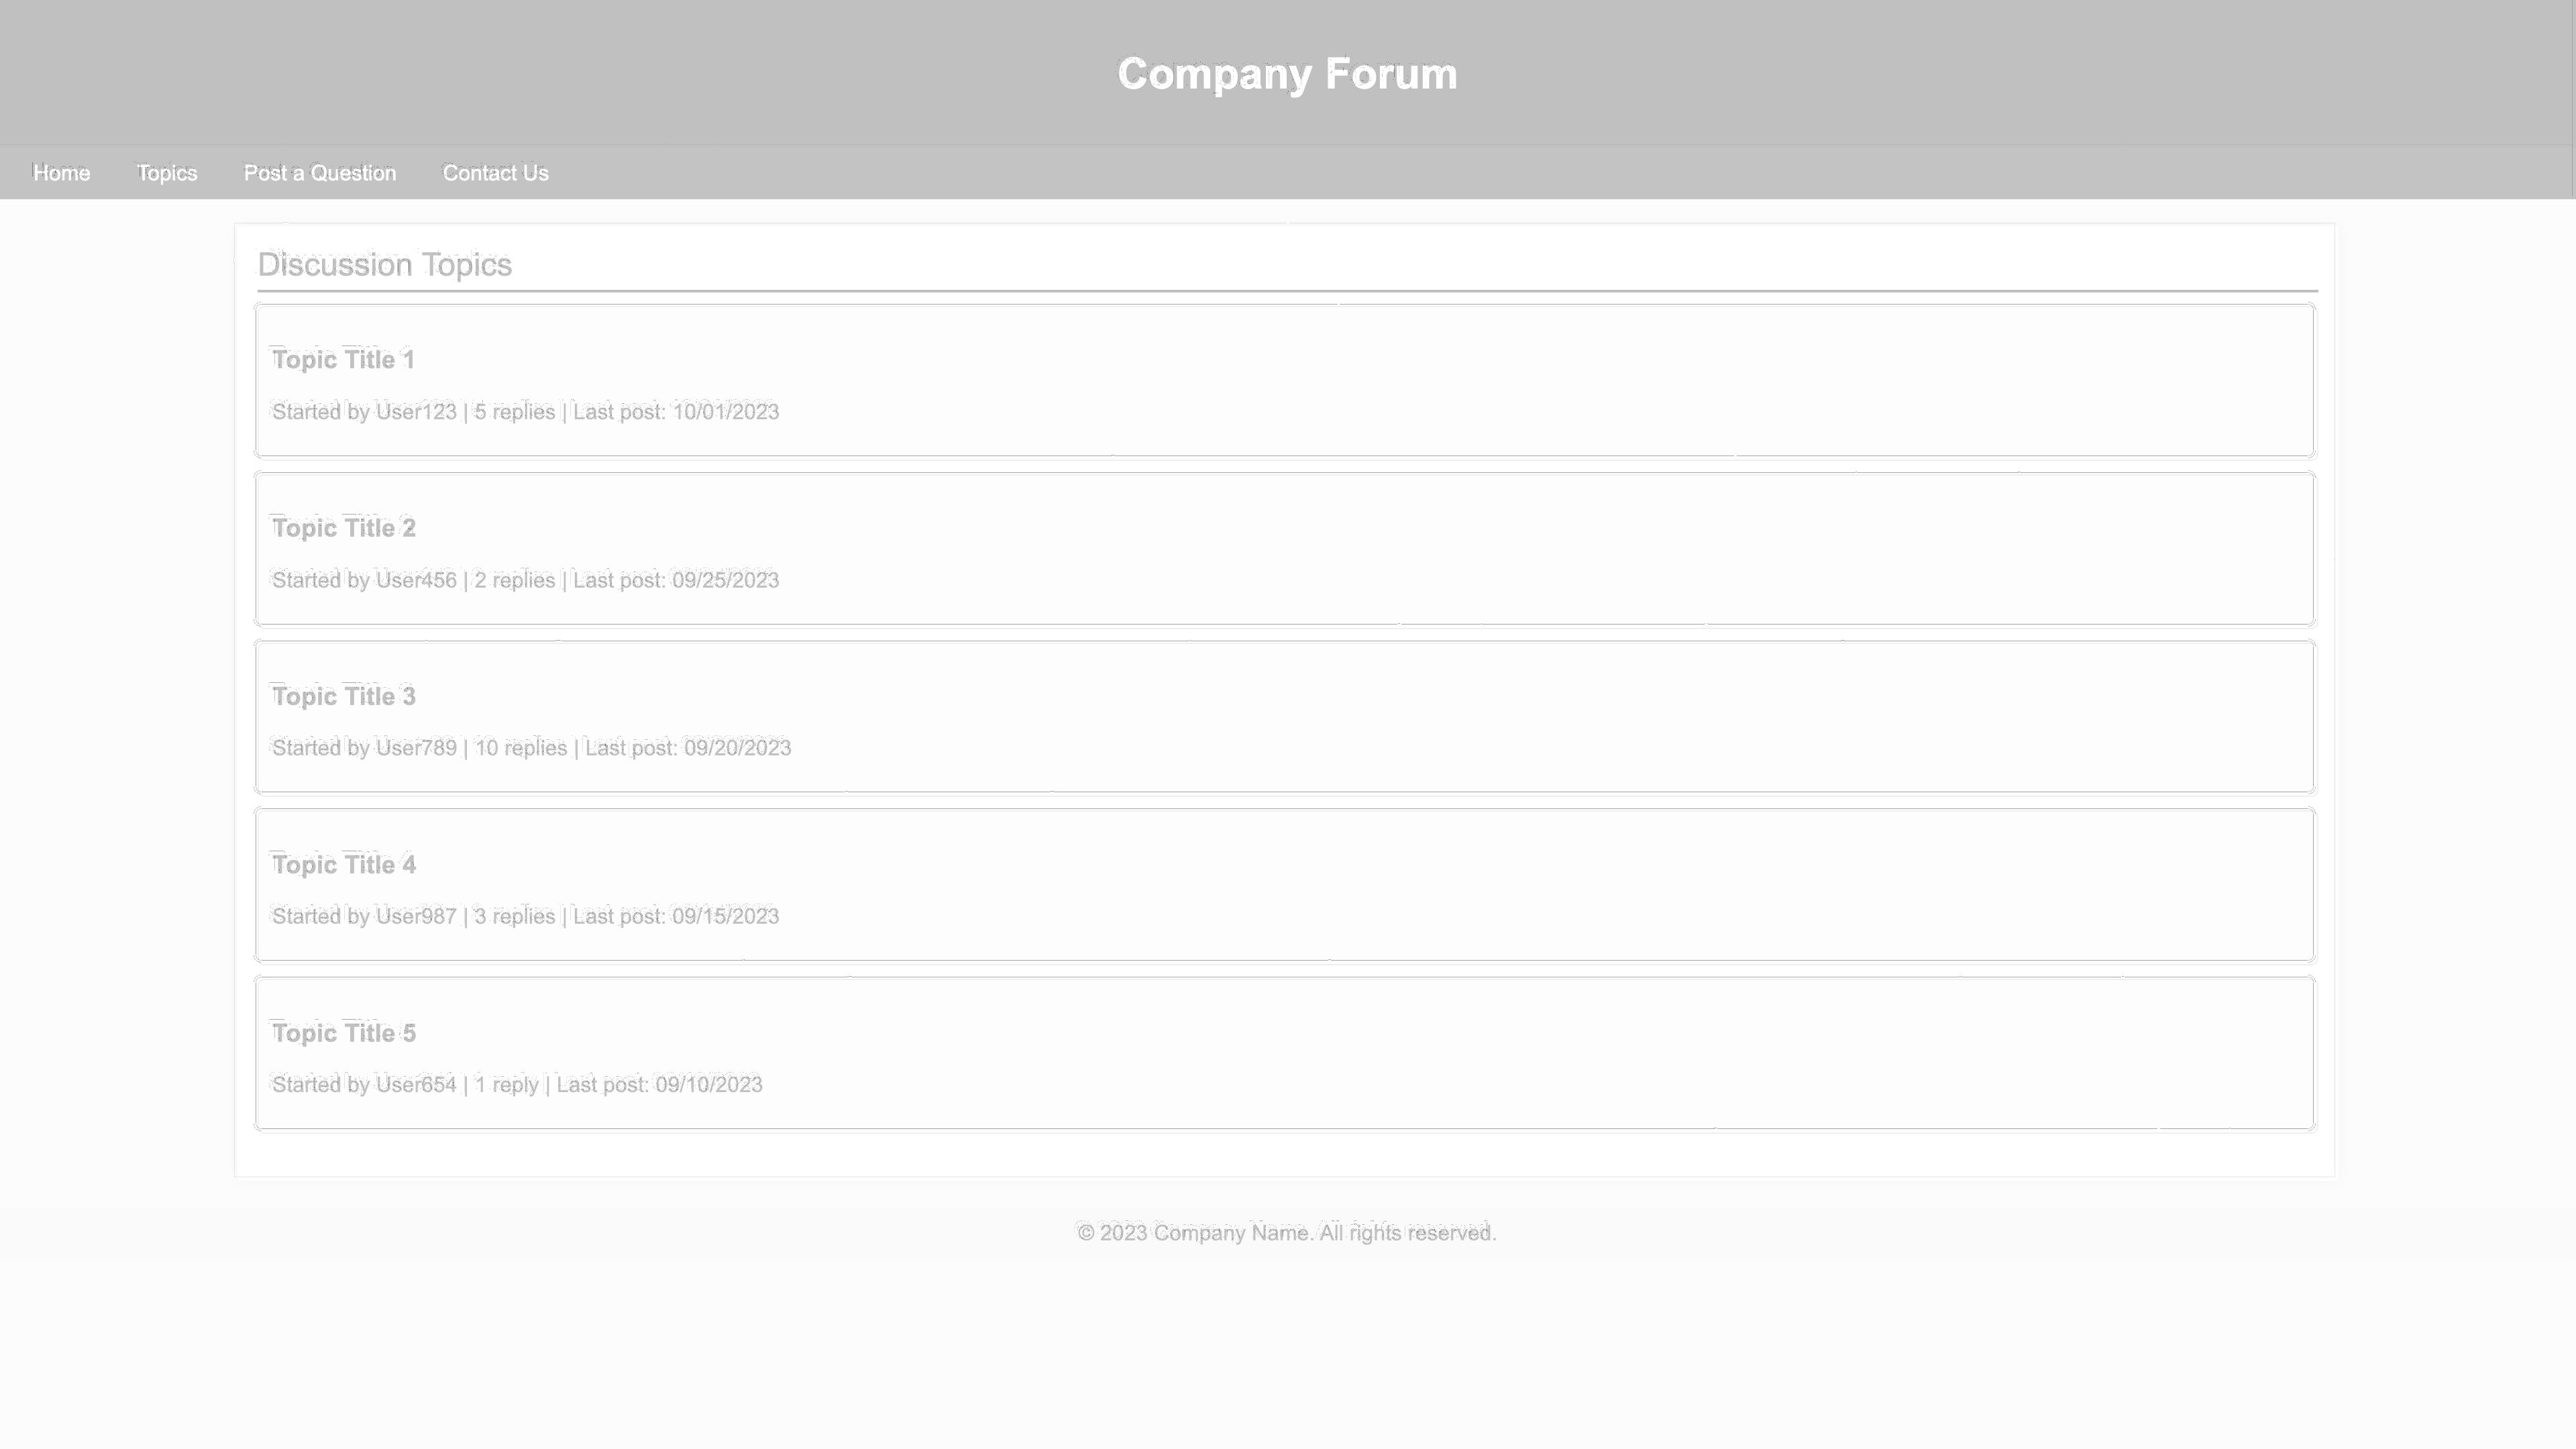 Company Forum
Home Topics Post a Question Contact Us
Discussion Topics
Topic Title 1
Started by User123 | 5 replies | Last post: 10/01/2023
Topic Title 2
Started by User456 | 2 replies | Last post: 09/25/2023
Topic Title 3
Started by User789 | 10 replies | Last post: 09/20/2023
Topic Title 4
Started by User987 | 3 replies | Last post: 09/15/2023
Topic Title 5
Started by User654 | 1 reply | Last post: 09/10/2023
© 2023 Company Name. All rights reserved.